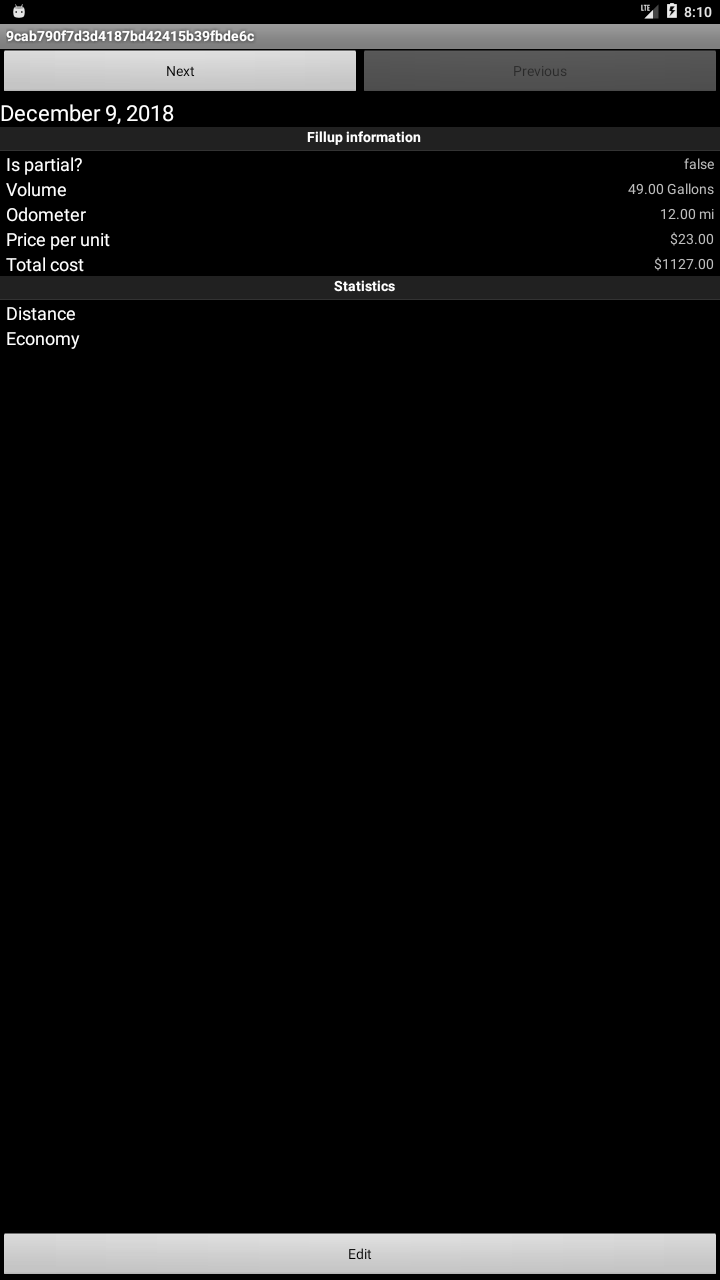 LTE 8:10
9cab790f7d3d4187bd42415b39fbde6c
Next Previous
December 9, 2018
Fillup information
Is partial? false
Volume 49.00 Gallons
Odometer 12.00 mi
Price per unit $23.00
Total cost $1127.00
Statistics
Distance
Economy
Edit